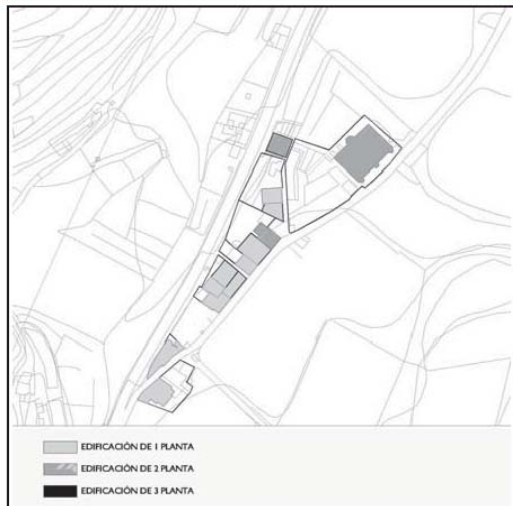 EDIFICACIÓN DE 1 PLANTA
EDIFICACIÓN DE 2 PLANTA
EDIFICACIÓN DE 3 PLANTA